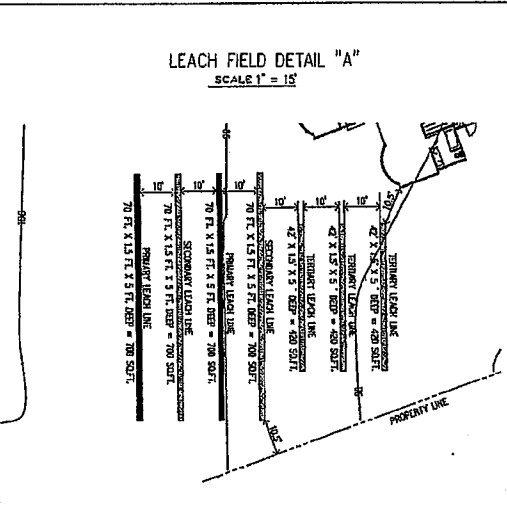 LEACH FIELD DETAIL "A"
SCALE 1" = 15'
10'
10'
10'
10'
10'
10'
10.5'
70 FT. X 1.5 FT. X 5 FT. DEEP = 700 SQ.FT.
PRIMARY LEACH LINE
70 FT. X 1.5 FT. X 5 FT. DEEP = 700 SQ.FT.
SECONDARY LEACH LINE
70 FT. X 1.5 FT. X 5 FT. DEEP = 700 SQ.FT.
PRIMARY LEACH LINE
70 FT. X 1.5 FT. X 5 FT. DEEP = 700 SQ.FT.
SECONDARY LEACH LINE
42' X 1.5' X 5' DEEP = 420 SQ.FT.
TERTIARY LEACH LINE
42' X 1.5' X 5' DEEP = 420 SQ.FT.
TERTIARY LEACH LINE
42' X 1.5' X 5' DEEP = 420 SQ.FT.
TERTIARY LEACH LINE
10.5'
PROPERTY LINE